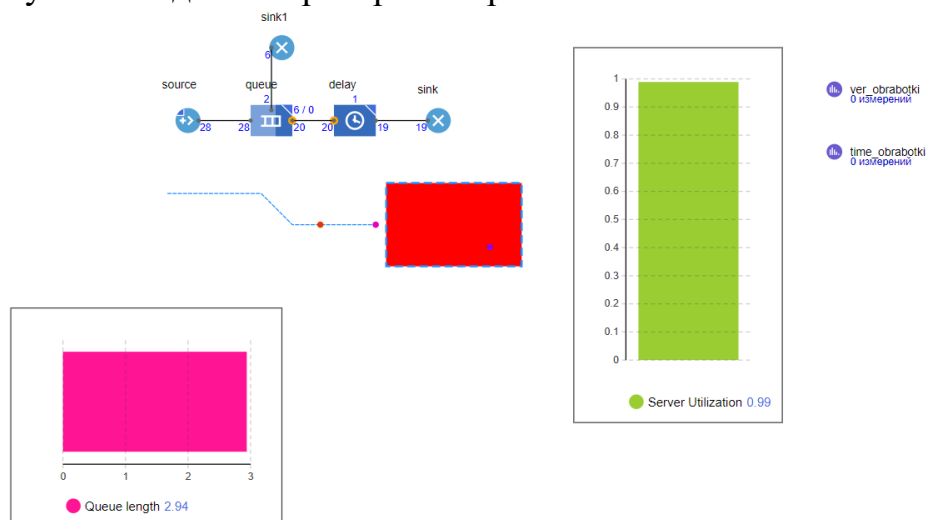 sink1
6
source queue delay sink
2 6 / 0 1
28 28 20 20 19 19
1
0.9
0.8
0.7
0.6
0.5
0.4
0.3
0.2
0.1
0
Server Utilization 0.99
ver_obrabotki
0 измерений
time_obrabotki
0 измерений
0 1 2 3
Queue length 2.94